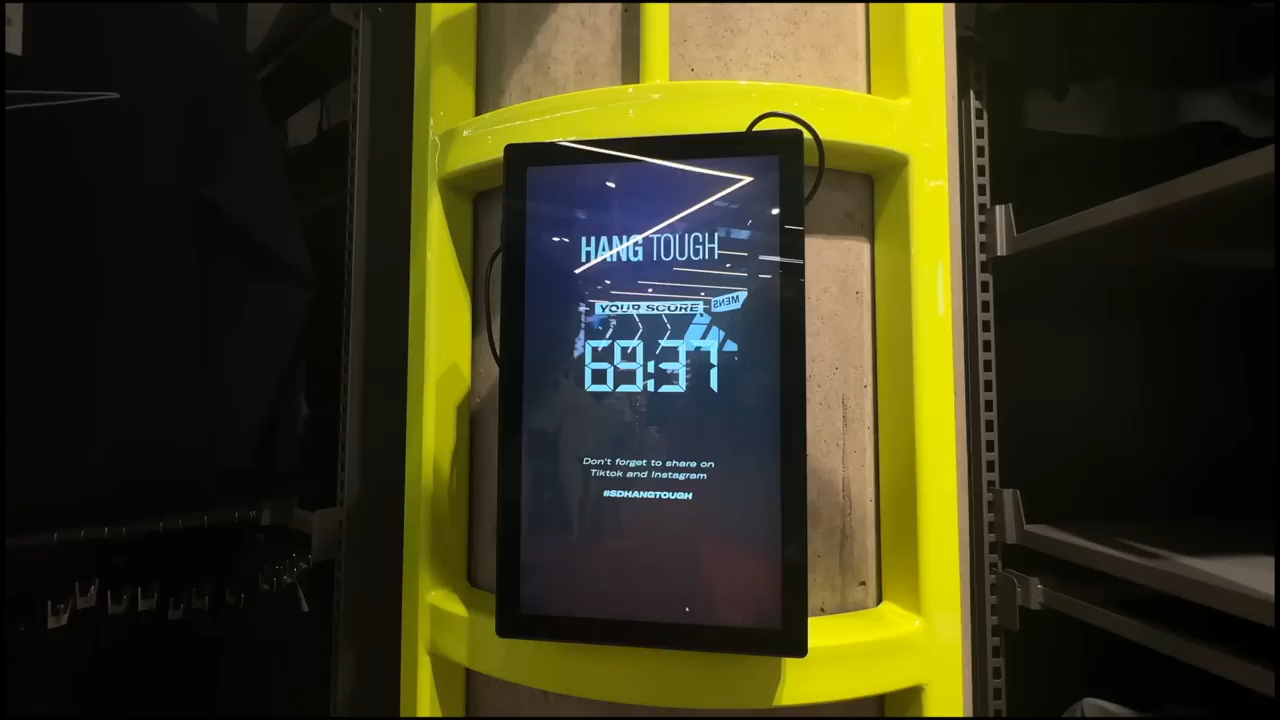 HANG TOUGH
YOUR SCORE
MENS
69:37
Don't forget to share on
Tiktok and Instagram
#SDHANGTOUGH